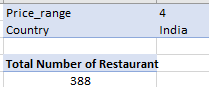 Price_range 4
Country India
Total Number of Restaurant
388